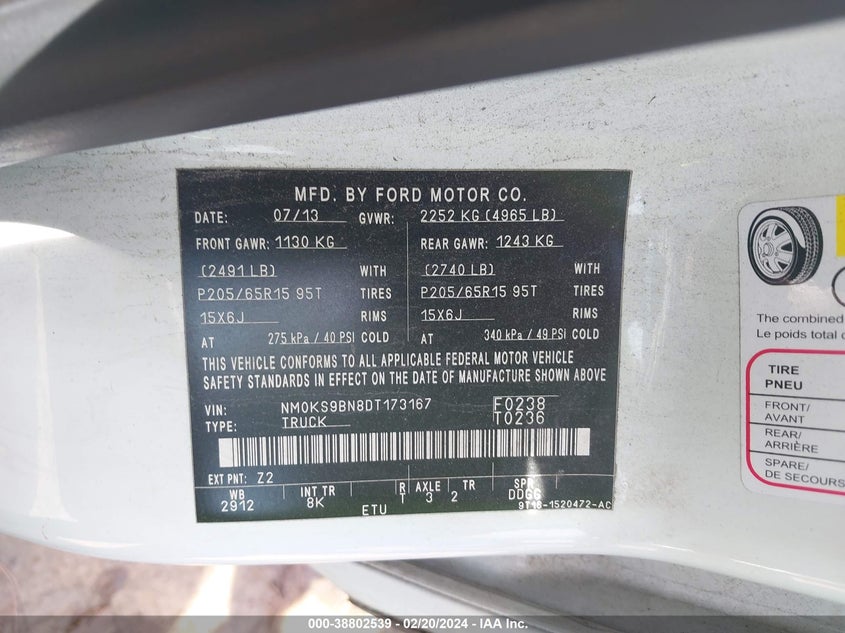 MFD. BY FORD MOTOR CO.
DATE: 07/13 GVWR: 2252 KG (4965 LB)
FRONT GAWR: 1130 KG REAR GAWR: 1243 KG
(2491 LB) WITH (2740 LB) WITH
P205/65R15 95T TIRES P205/65R15 95T TIRES
15X6J RIMS 15X6J RIMS
AT 275 kPa / 40 PSI COLD AT 340 kPa / 49 PSI COLD
THIS VEHICLE CONFORMS TO ALL APPLICABLE FEDERAL MOTOR VEHICLE
SAFETY STANDARDS IN EFFECT ON THE DATE OF MANUFACTURE SHOWN ABOVE
VIN: NM0KS9BN8DT173167 F0238
TYPE: TRUCK T0236
EXT PNT: Z2
WB INT TR R AXLE TR SPR
2912 8K T 3 2 DDGG
ETU 9T16-1520472-AC
The combined
Le poids total
TIRE
PNEU
FRONT/
AVANT
REAR/
ARRIÈRE
SPARE/
DE SECOURS
000-38802539 - 02/20/2024 - IAA Inc.